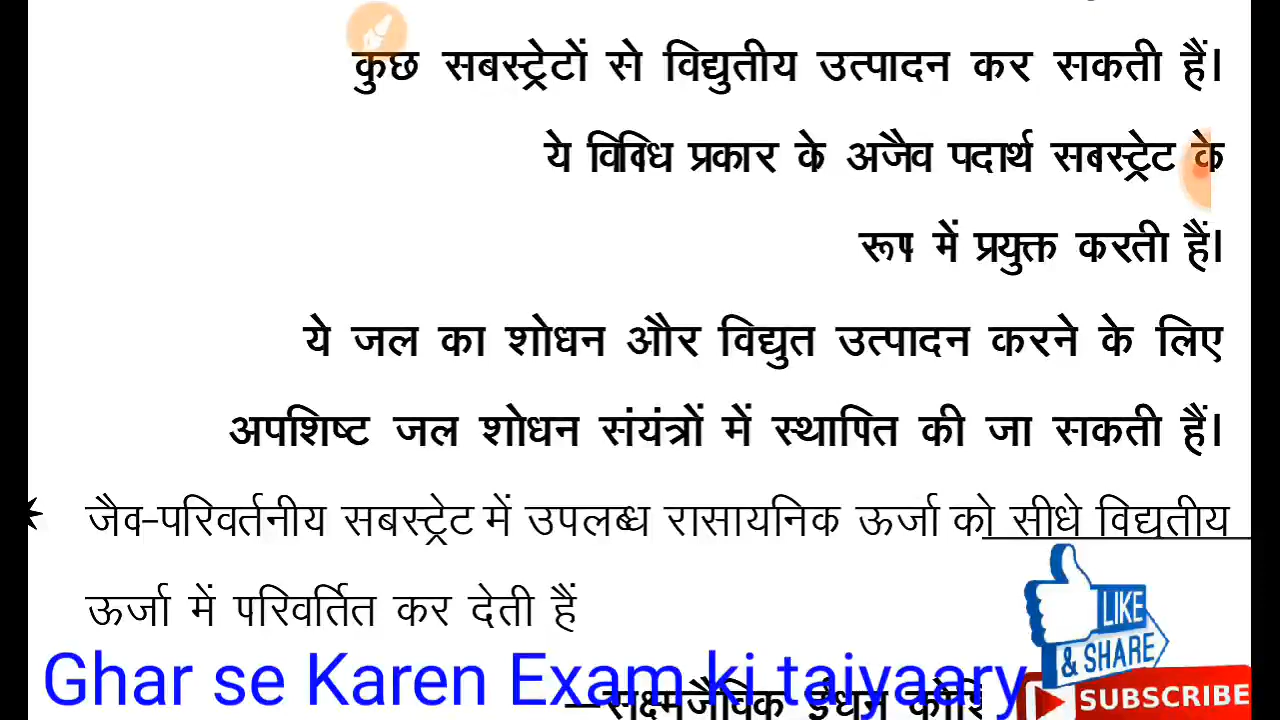 कुछ सबस्ट्रेटों से विद्युतीय उत्पादन कर सकती हैं।
ये विविध प्रकार के अजैव पदार्थ सबस्ट्रेट के
रूप में प्रयुक्त करती हैं।
ये जल का शोधन और विद्युत उत्पादन करने के लिए
अपशिष्ट जल शोधन संयंत्रों में स्थापित की जा सकती हैं।
जैव-परिवर्तनीय सबस्ट्रेट में उपलब्ध रासायनिक ऊर्जा को सीधे विद्युतीय
ऊर्जा में परिवर्तित कर देती हैं
LIKE
& SHARE
Ghar se Karen Exam ki taiyaary
—सूक्ष्मजैविक ईंधन
SUBSCRIBE